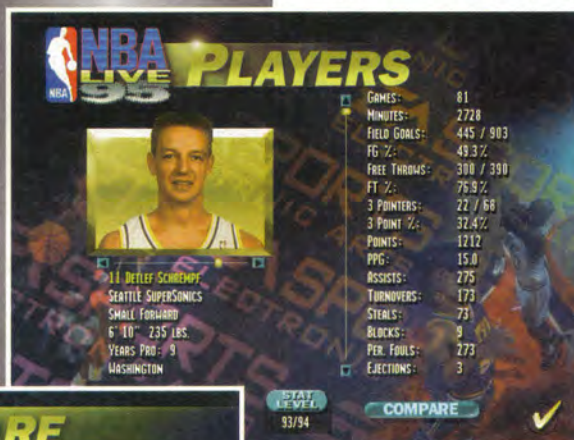 NBA
LIVE
95
NBA
PLAYERS
11 DETLEF SCHREMPF
SEATTLE SUPERSONICS
SMALL FORWARD
6' 10" 235 LBS.
YEARS PRO: 9
WASHINGTON
GAMES: 81
MINUTES: 2728
FIELD GOALS: 445 / 903
FG %: 49.3%
FREE THROWS: 300 / 390
FT %: 76.9%
3 POINTERS: 22 / 68
3 POINT %: 32.4%
POINTS: 1212
PPG: 15.0
ASSISTS: 275
TURNOVERS: 173
STEALS: 73
BLOCKS: 9
PER. FOULS: 273
EJECTIONS: 3
STAT
LEVEL
93/94
COMPARE